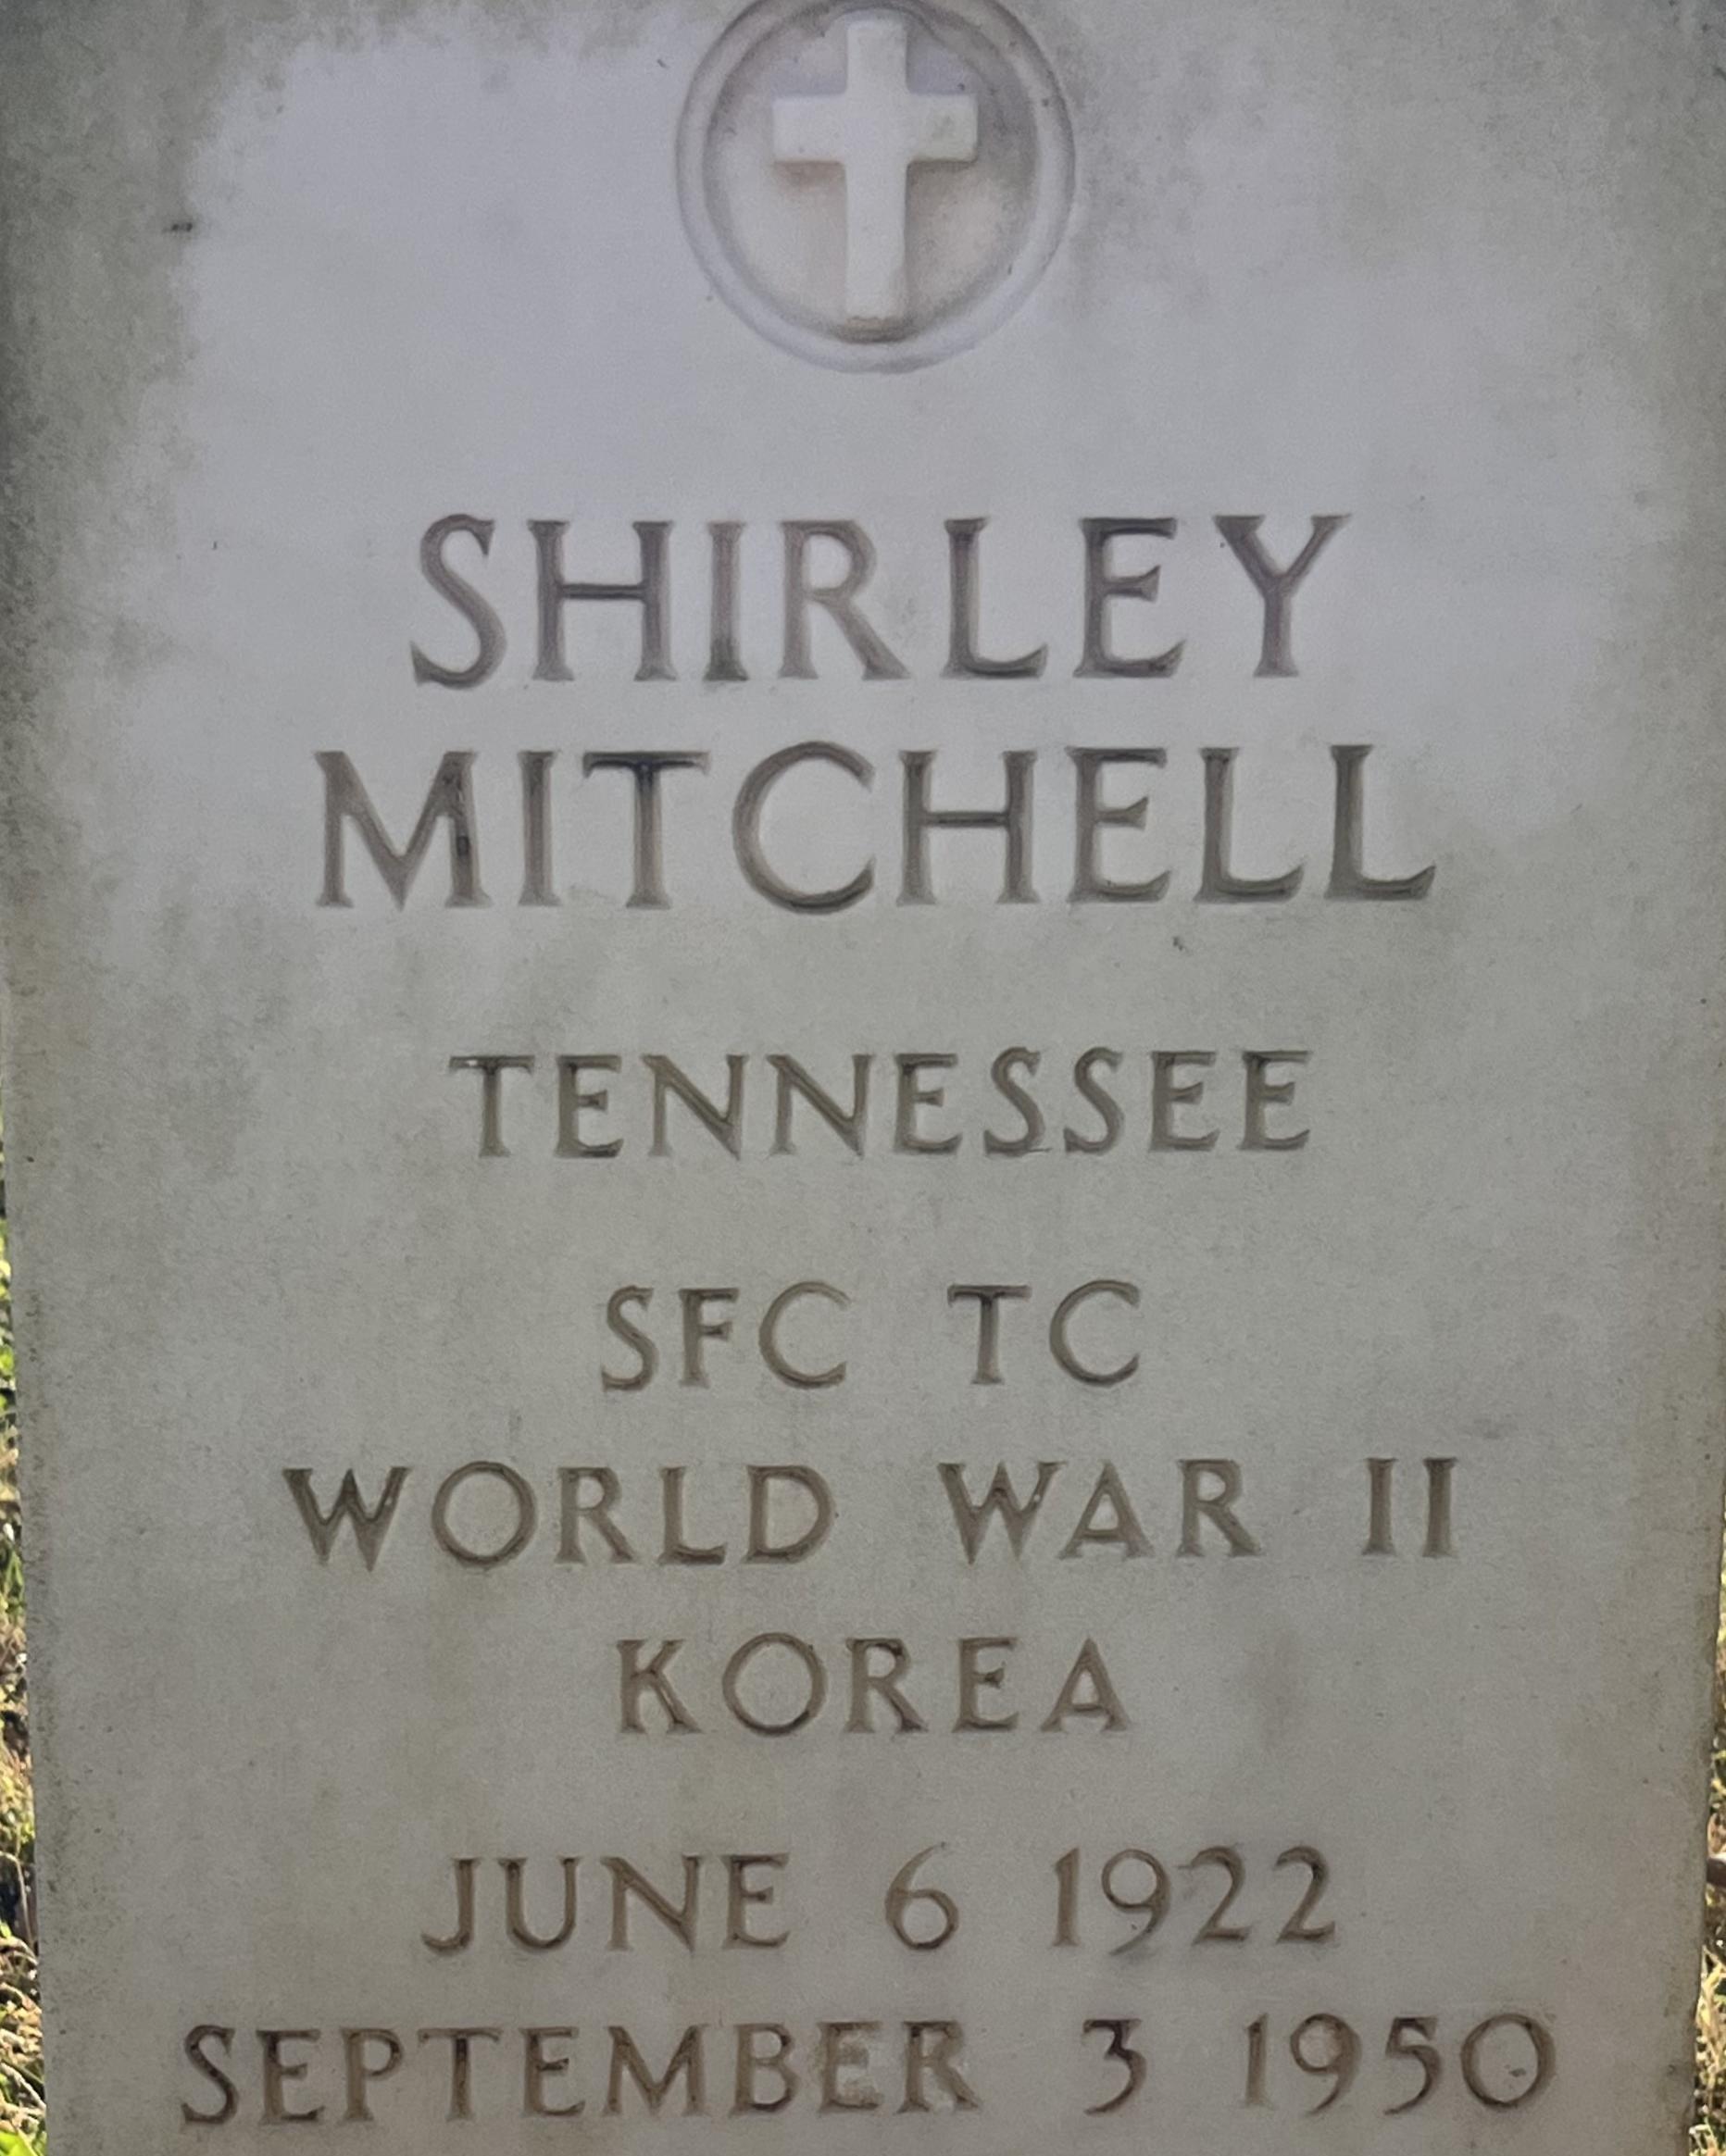 SHIRLEY
MITCHELL
TENNESSEE
SFC TC
WORLD WAR II
KOREA
JUNE 6 1922
SEPTEMBER 3 1950